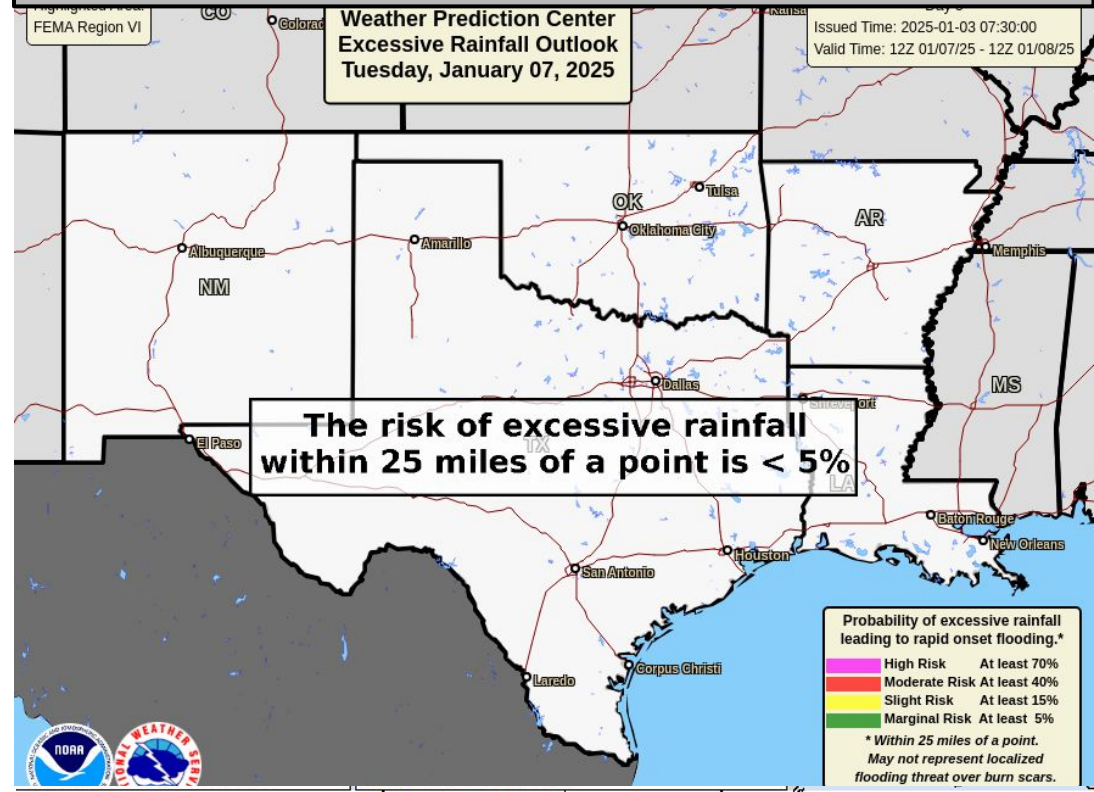 Highlighted Area:
FEMA Region VI
Weather Prediction Center
Excessive Rainfall Outlook
Tuesday, January 07, 2025
Day 5
Issued Time: 2025-01-03 07:30:00
Valid Time: 12Z 01/07/25 - 12Z 01/08/25
CO
Tulsa
OK
AR
Oklahoma City
Amarillo
Albuquerque
Memphis
NM
Dallas
MS
Shreveport
The risk of excessive rainfall
TX
El Paso
within 25 miles of a point is < 5%
LA
Baton Rouge
New Orleans
Houston
San Antonio
Corpus Christi
Laredo
Probability of excessive rainfall
leading to rapid onset flooding.*
High Risk At least 70%
Moderate Risk At least 40%
Slight Risk At least 15%
Marginal Risk At least 5%
* Within 25 miles of a point.
May not represent localized
flooding threat over burn scars.
NOAA